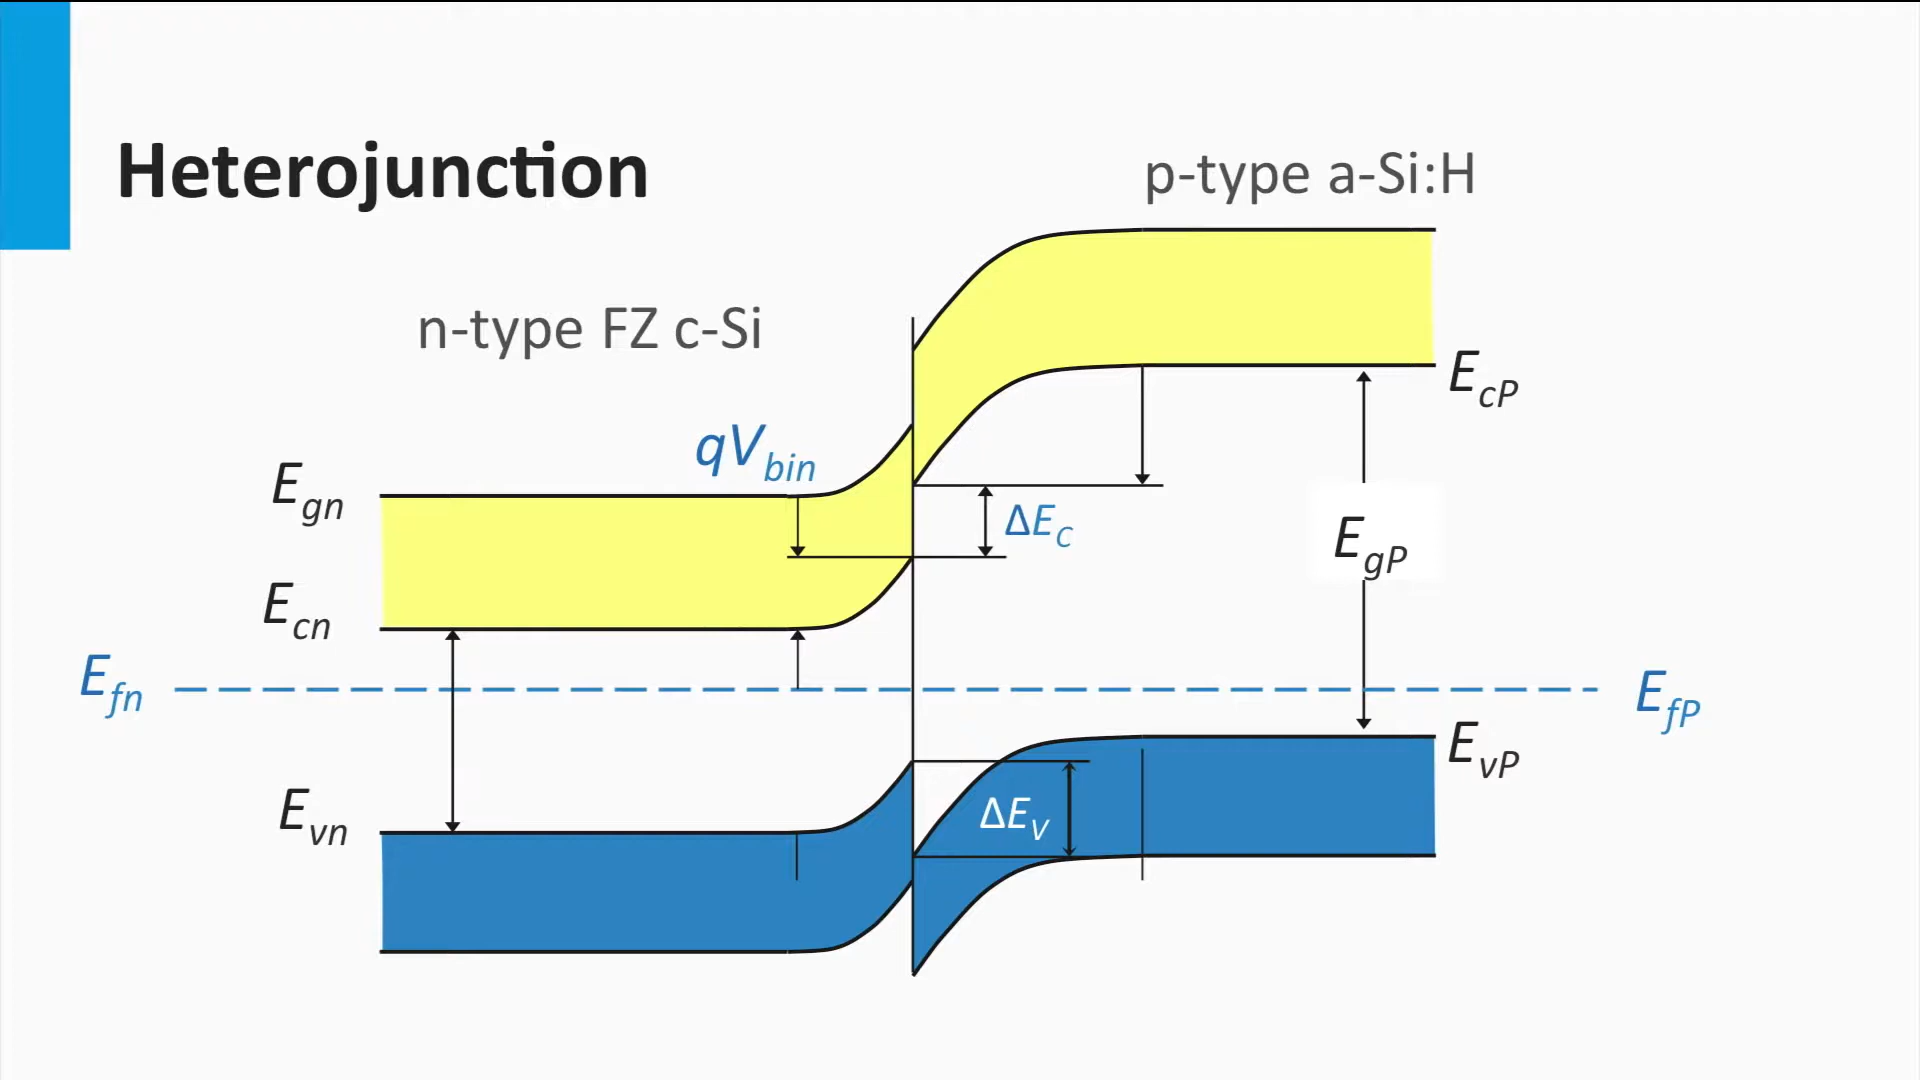 Heterojunction
p-type a-Si:H
n-type FZ c-Si
E_cP
qV_bin
E_gn
ΔE_C
E_gP
E_cn
E_fn
E_fP
E_vP
E_vn
ΔE_V